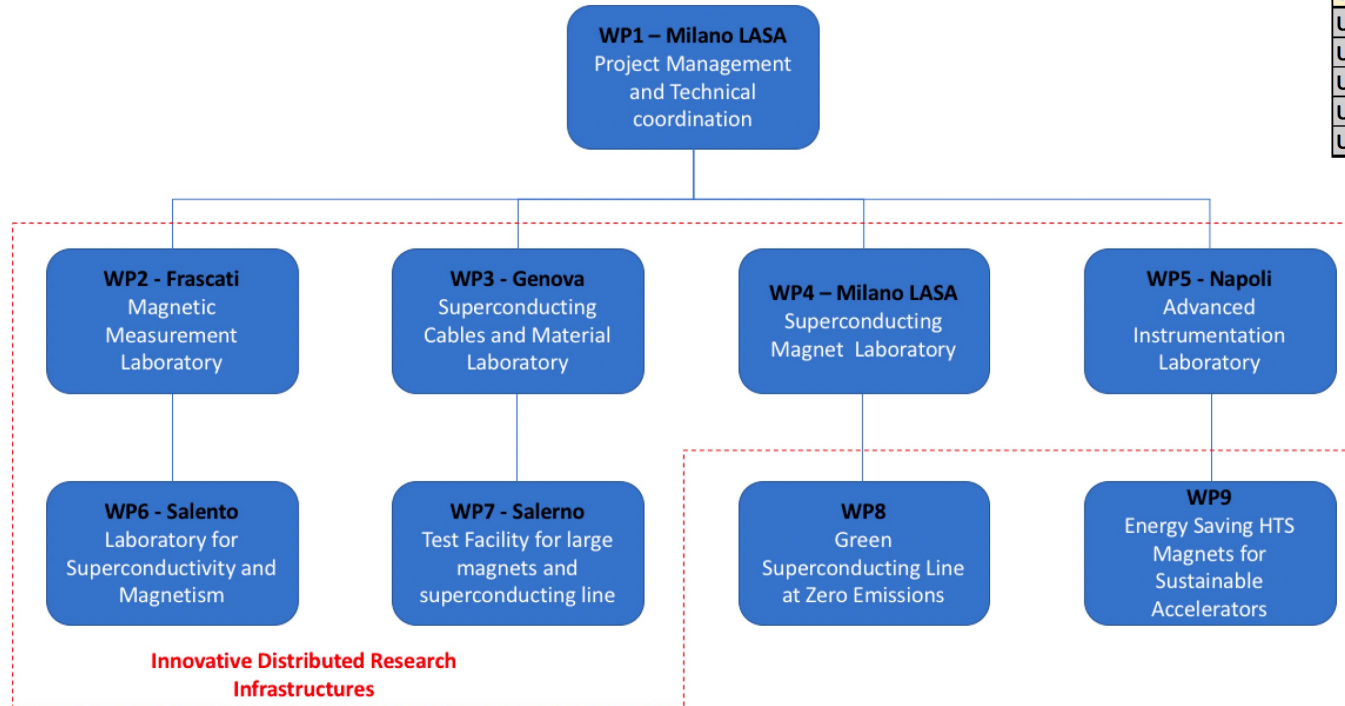 WP1 – Milano LASA
Project Management
and Technical
coordination
U
U
U
U
U
WP2 - Frascati
Magnetic
Measurement
Laboratory
WP3 - Genova
Superconducting
Cables and Material
Laboratory
WP4 – Milano LASA
Superconducting
Magnet Laboratory
WP5 - Napoli
Advanced
Instrumentation
Laboratory
WP6 - Salento
Laboratory for
Superconductivity and
Magnetism
WP7 - Salerno
Test Facility for large
magnets and
superconducting line
WP8
Green
Superconducting Line
at Zero Emissions
WP9
Energy Saving HTS
Magnets for
Sustainable
Accelerators
Innovative Distributed Research
Infrastructures